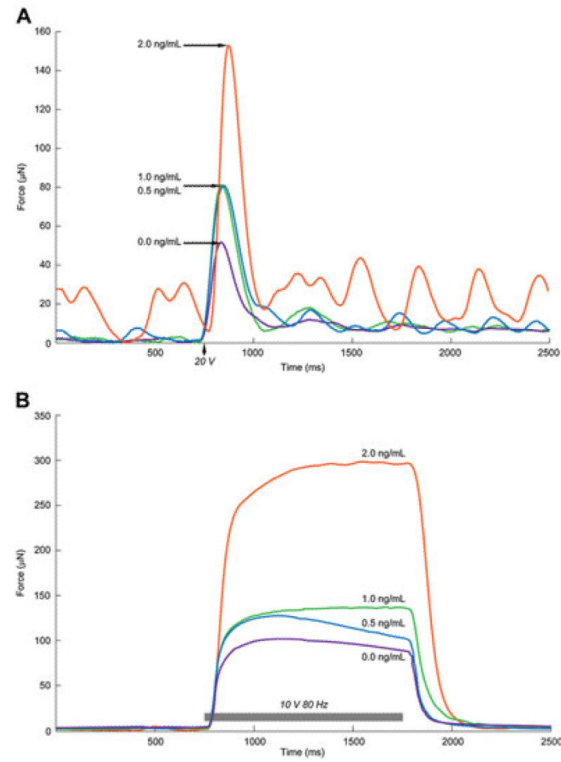 A
160
140
120
100
80
60
40
20
0
Force (µN)
2.0 ng/mL
1.0 ng/mL
0.5 ng/mL
0.0 ng/mL
500
1000
1500
2000
2500
20 V
Time (ms)
B
350
300
250
200
150
100
50
0
Force (µN)
2.0 ng/mL
1.0 ng/mL
0.5 ng/mL
0.0 ng/mL
10 V 80 Hz
500
1000
1500
2000
2500
Time (ms)